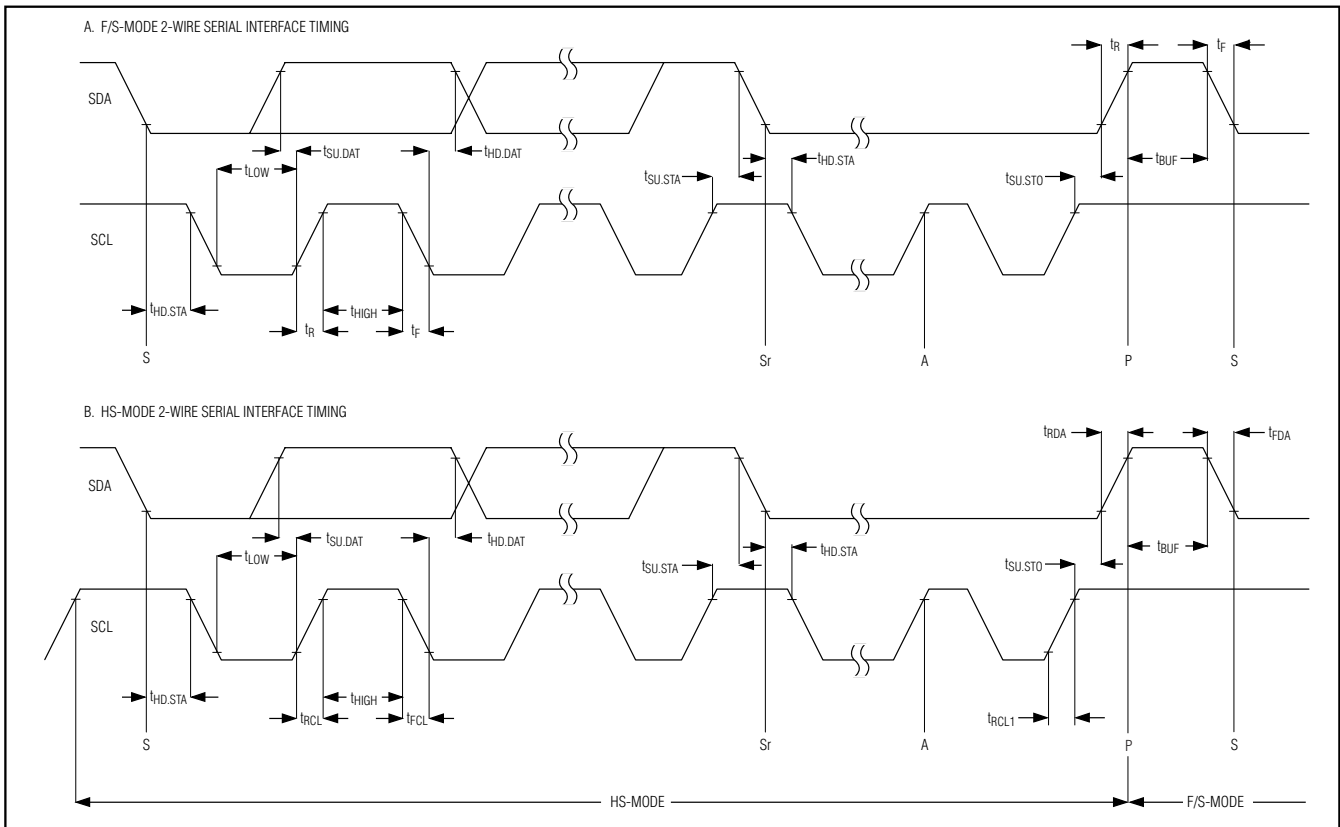 A. F/S-MODE 2-WIRE SERIAL INTERFACE TIMING
tR
tF
SDA
tSU.DAT
tHD.DAT
tLOW
tSU.STA
tHD.STA
tSU.STO
tBUF
SCL
tHD.STA
tR
tHIGH
tF
S
Sr
A
P
S
B. HS-MODE 2-WIRE SERIAL INTERFACE TIMING
tRDA
tFDA
SDA
tSU.DAT
tHD.DAT
tLOW
tSU.STA
tHD.STA
tSU.STO
tBUF
SCL
tHD.STA
tRCL
tHIGH
tFCL
tRCL1
S
Sr
A
P
S
HS-MODE
F/S-MODE